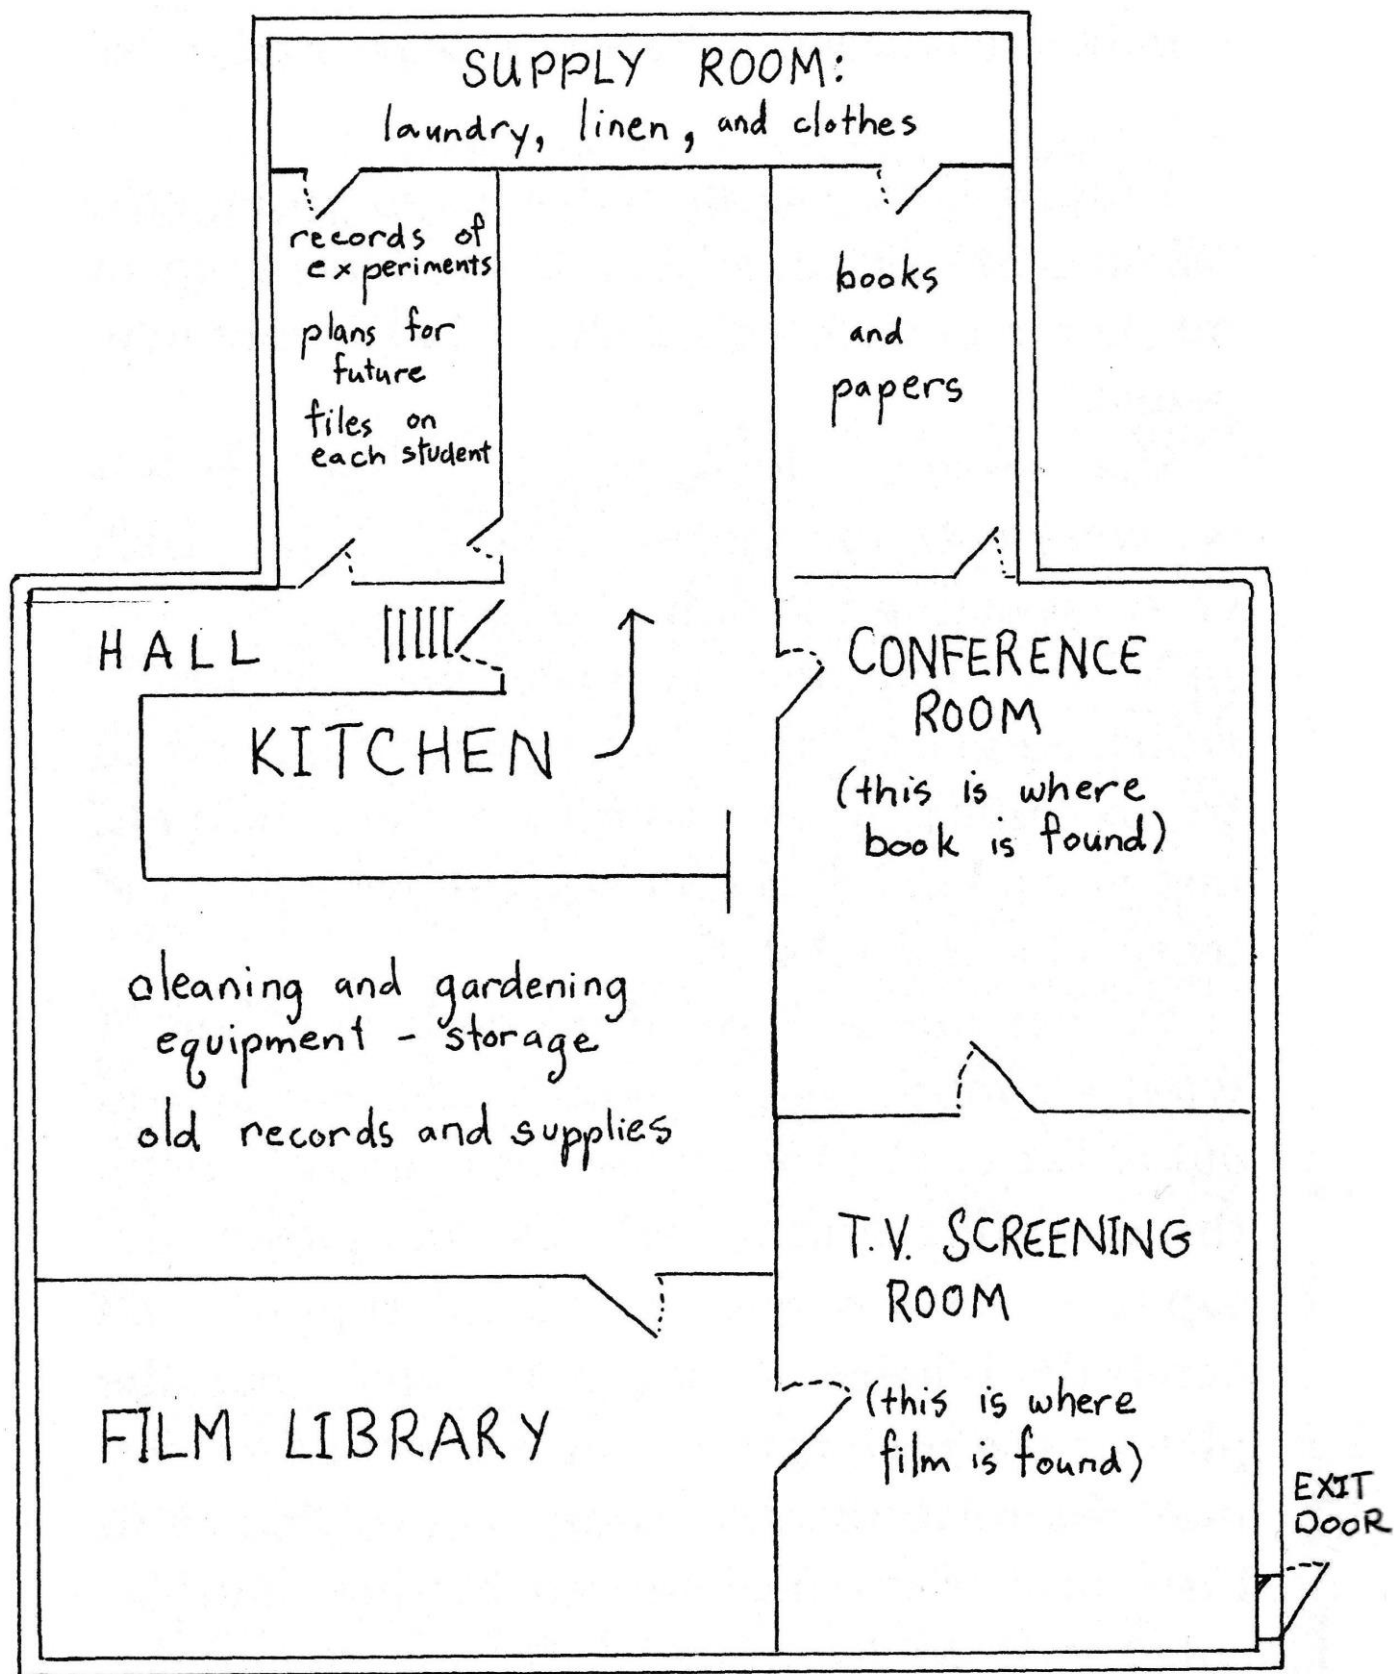 SUPPLY ROOM:
laundry, linen, and clothes
records of
experiments
plans for
future
files on
each student
books
and
papers
HALL
KITCHEN
CONFERENCE
ROOM
(this is where
book is found)
cleaning and gardening
equipment - storage
old records and supplies
T.V. SCREENING
ROOM
(this is where
film is found)
FILM LIBRARY
EXIT
DOOR